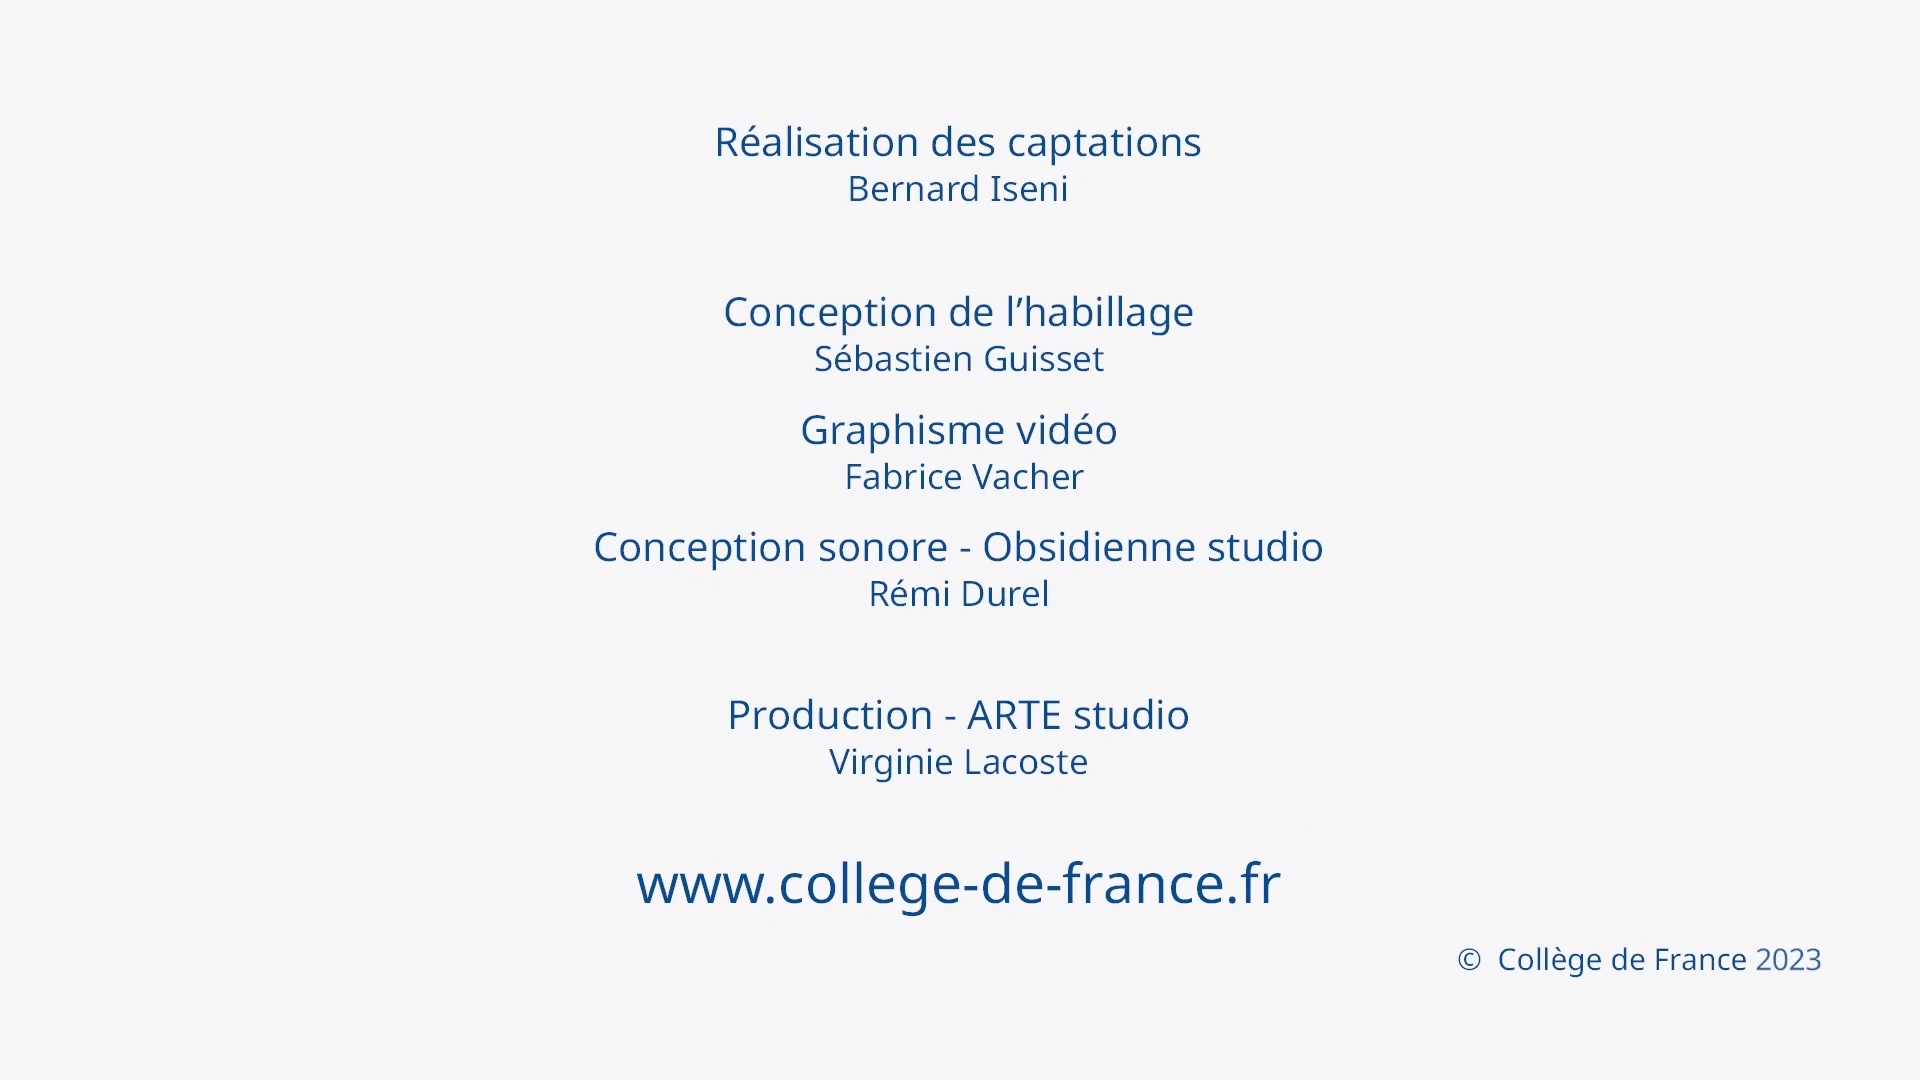 Réalisation des captations
Bernard Iseni
Conception de l’habillage
Sébastien Guisset
Graphisme vidéo
Fabrice Vacher
Conception sonore - Obsidienne studio
Rémi Durel
Production - ARTE studio
Virginie Lacoste
www.college-de-france.fr
© Collège de France 2023